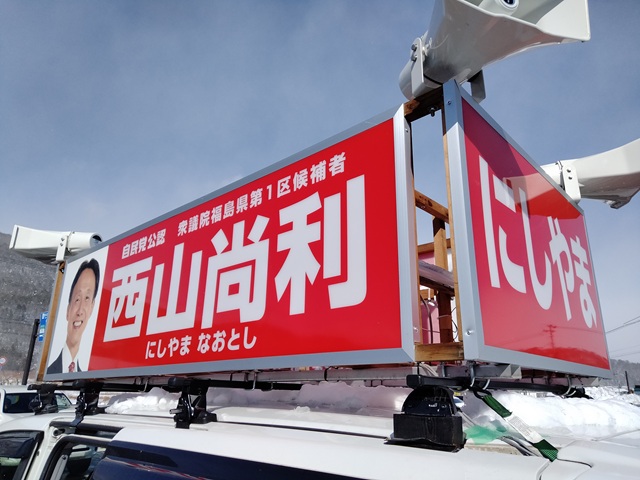 自民党公認 衆議院福島県第1区候補者
西山尚利
にしやま なおとし
にしやま